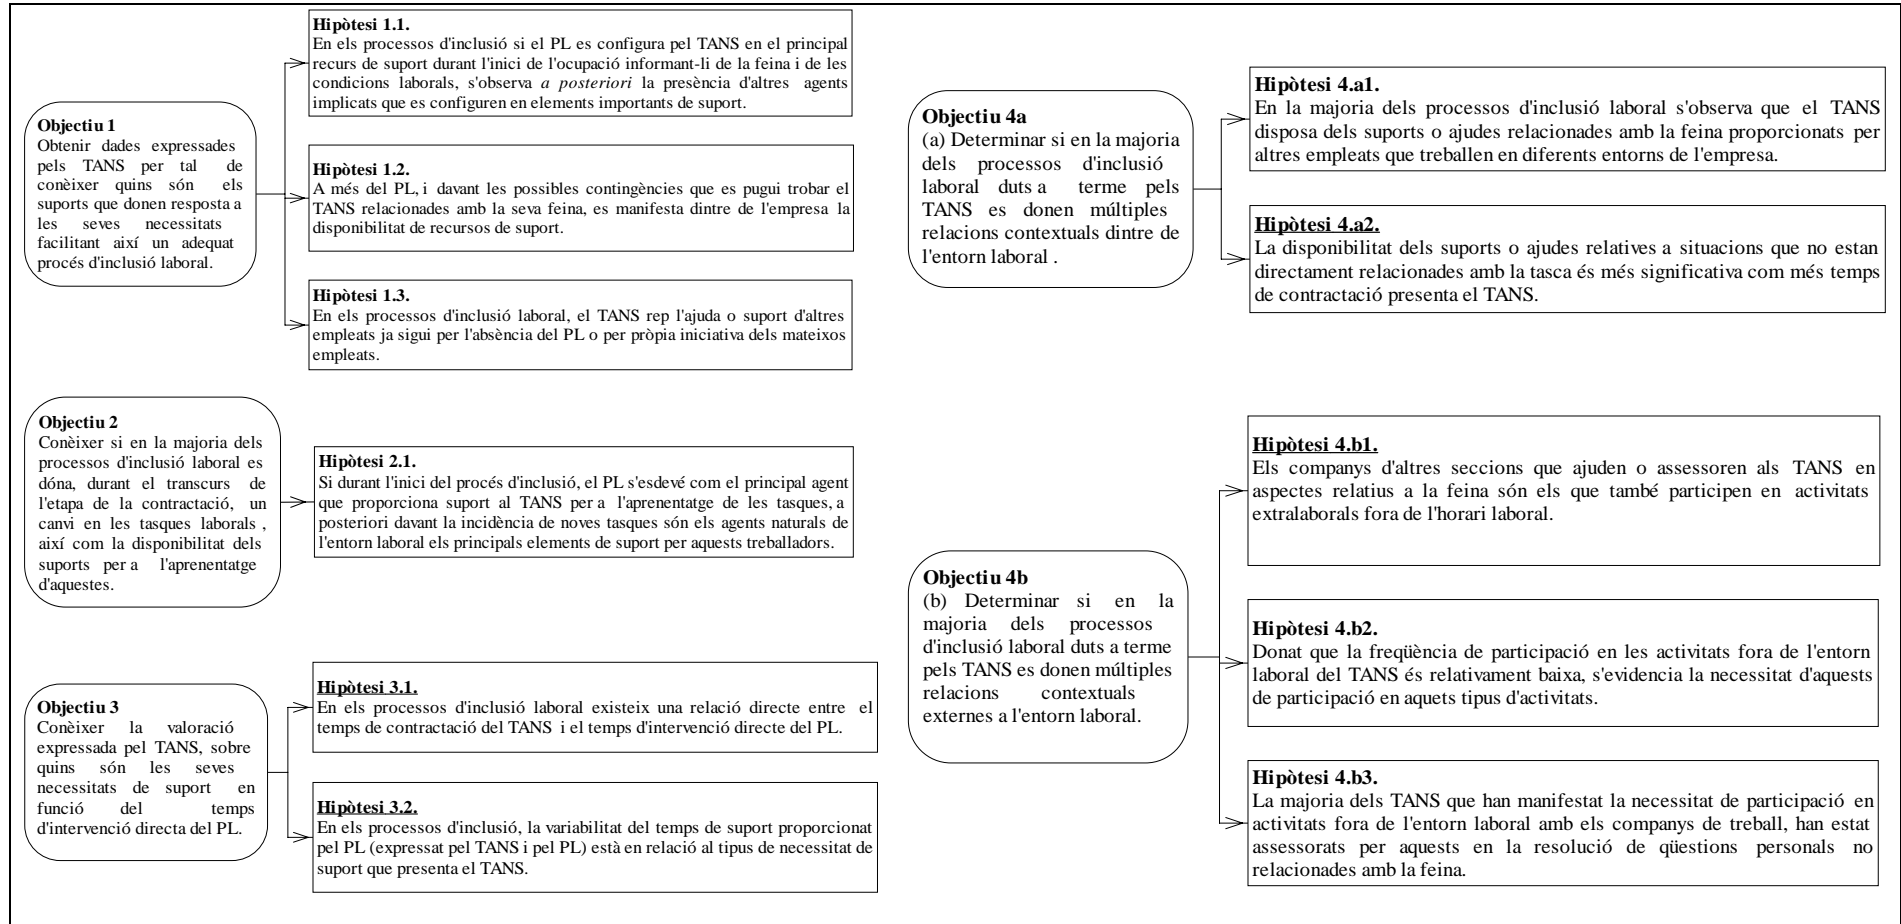 Objectiu 1
Obtenir dades expressades
pels TANS per tal de
conèixer quins són els
suports que donen resposta a
les seves necessitats
facilitant així un adequat
procés d'inclusió laboral.
Hipòtesi 1.1.
En els processos d'inclusió si el PL es configura pel TANS en el principal
recurs de suport durant l'inici de l'ocupació informant-li de la feina i de les
condicions laborals, s'observa a posteriori la presència d'altres agents
implicats que es configuren en elements importants de suport.
Hipòtesi 1.2.
A més del PL, i davant les possibles contingències que es pugui trobar el
TANS relacionades amb la seva feina, es manifesta dintre de l'empresa la
disponibilitat de recursos de suport.
Hipòtesi 1.3.
En els processos d'inclusió laboral, el TANS rep l'ajuda o suport d'altres
empleats ja sigui per l'absència del PL o per pròpia iniciativa dels mateixos
empleats.
Objectiu 2
Conèixer si en la majoria dels
processos d'inclusió laboral es
dóna, durant el transcurs de
l'etapa de la contractació, un
canvi en les tasques laborals ,
així com la disponibilitat dels
suports per a l'aprenentatge
d'aquestes.
Hipòtesi 2.1.
Si durant l'inici del procés d'inclusió, el PL s'esdevé com el principal agent
que proporciona suport al TANS per a l'aprenentatge de les tasques, a
posteriori davant la incidència de noves tasques són els agents naturals de
l'entorn laboral els principals elements de suport per aquests treballadors.
Objectiu 3
Conèixer la valoració
expressada pel TANS, sobre
quins són les seves
necessitats de suport en
funció del temps
d'intervenció directa del PL.
Hipòtesi 3.1.
En els processos d'inclusió laboral existeix una relació directe entre el
temps de contractació del TANS i el temps d'intervenció directe del PL.
Hipòtesi 3.2.
En els processos d'inclusió, la variabilitat del temps de suport proporcionat
pel PL (expressat pel TANS i pel PL) està en relació al tipus de necessitat de
suport que presenta el TANS.
Objectiu 4a
(a) Determinar si en la majoria
dels processos d'inclusió
laboral duts a terme pels
TANS es donen múltiples
relacions contextuals dintre de
l'entorn laboral .
Hipòtesi 4.a1.
En la majoria dels processos d'inclusió laboral s'observa que el TANS
disposa dels suports o ajudes relacionades amb la feina proporcionats per
altres empleats que treballen en diferents entorns de l'empresa.
Hipòtesi 4.a2.
La disponibilitat dels suports o ajudes relatives a situacions que no estan
directament relacionades amb la tasca és més significativa com més temps
de contractació presenta el TANS.
Objectiu 4b
(b) Determinar si en la
majoria dels processos
d'inclusió laboral duts a terme
pels TANS es donen múltiples
relacions contextuals
externes a l'entorn laboral.
Hipòtesi 4.b1.
Els companys d'altres seccions que ajuden o assessoren als TANS en
aspectes relatius a la feina són els que també participen en activitats
extralaborals fora de l'horari laboral.
Hipòtesi 4.b2.
Donat que la freqüència de participació en les activitats fora de l'entorn
laboral del TANS és relativament baixa, s'evidencia la necessitat d'aquests
de participació en aquets tipus d'activitats.
Hipòtesi 4.b3.
La majoria dels TANS que han manifestat la necessitat de participació en
activitats fora de l'entorn laboral amb els companys de treball, han estat
assessorats per aquests en la resolució de qüestions personals no
relacionades amb la feina.